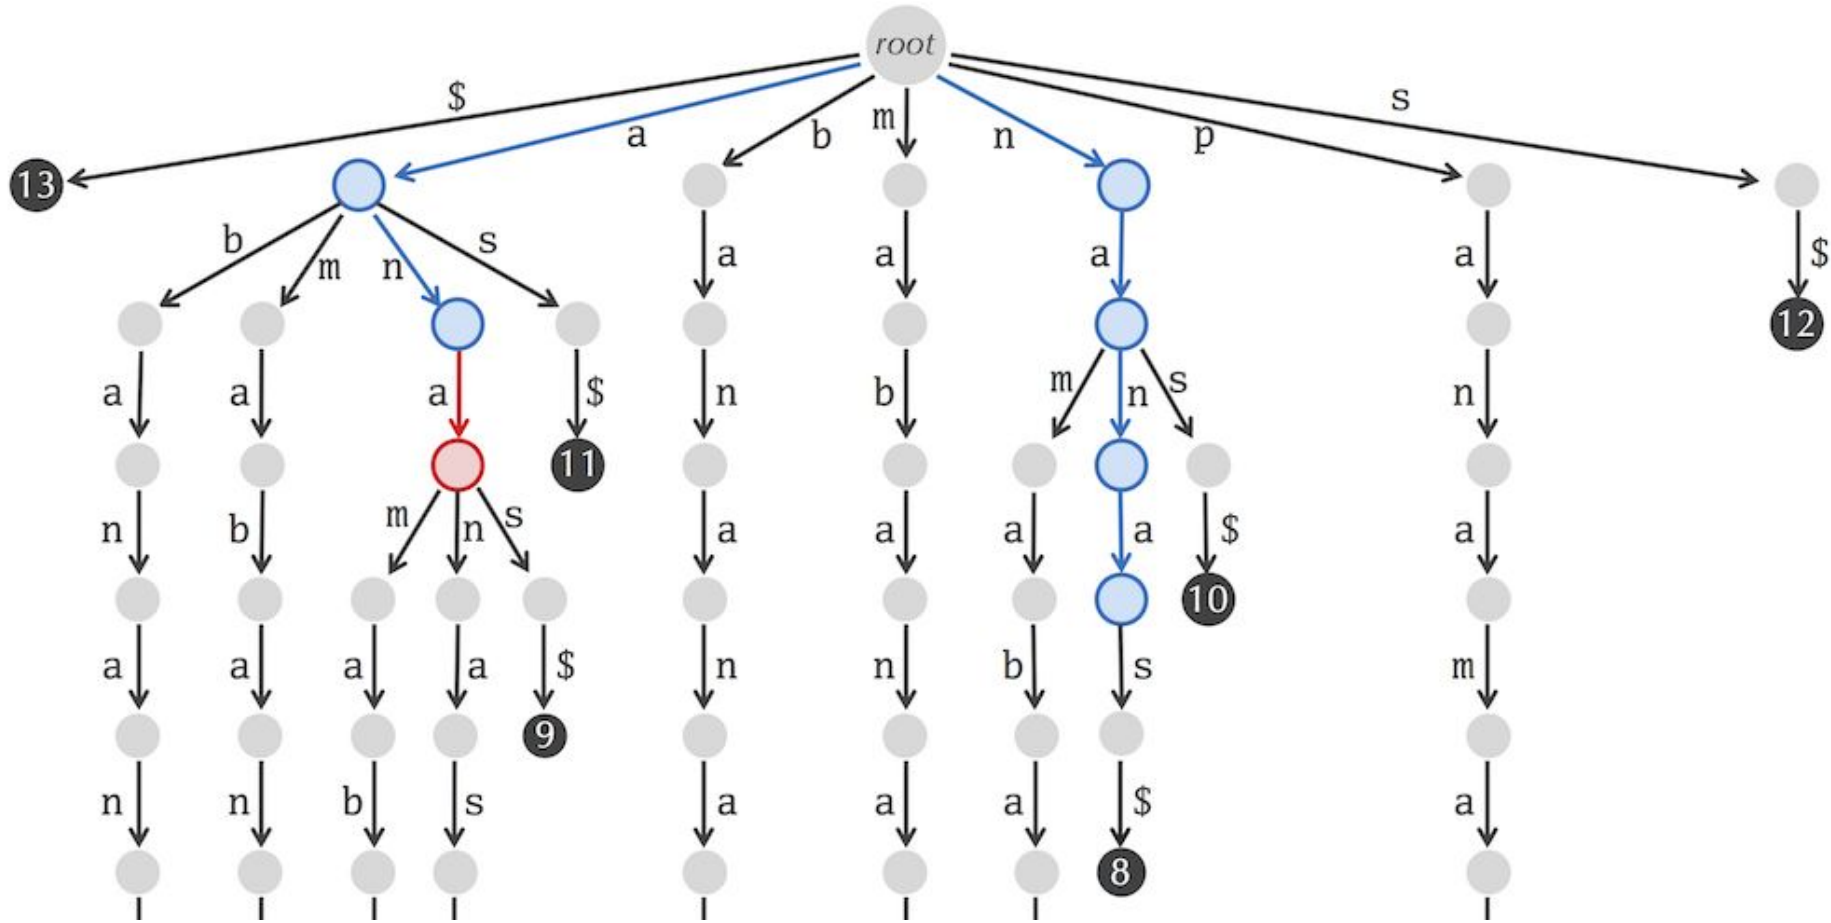 root
$ a b m n p s
13
b m n s a a n a a $
12
a a a $ n b m n s n
11
n b m n s a a a a $ a
10
a a a a $ n n b s m
9
n n b s a a a $ a
8